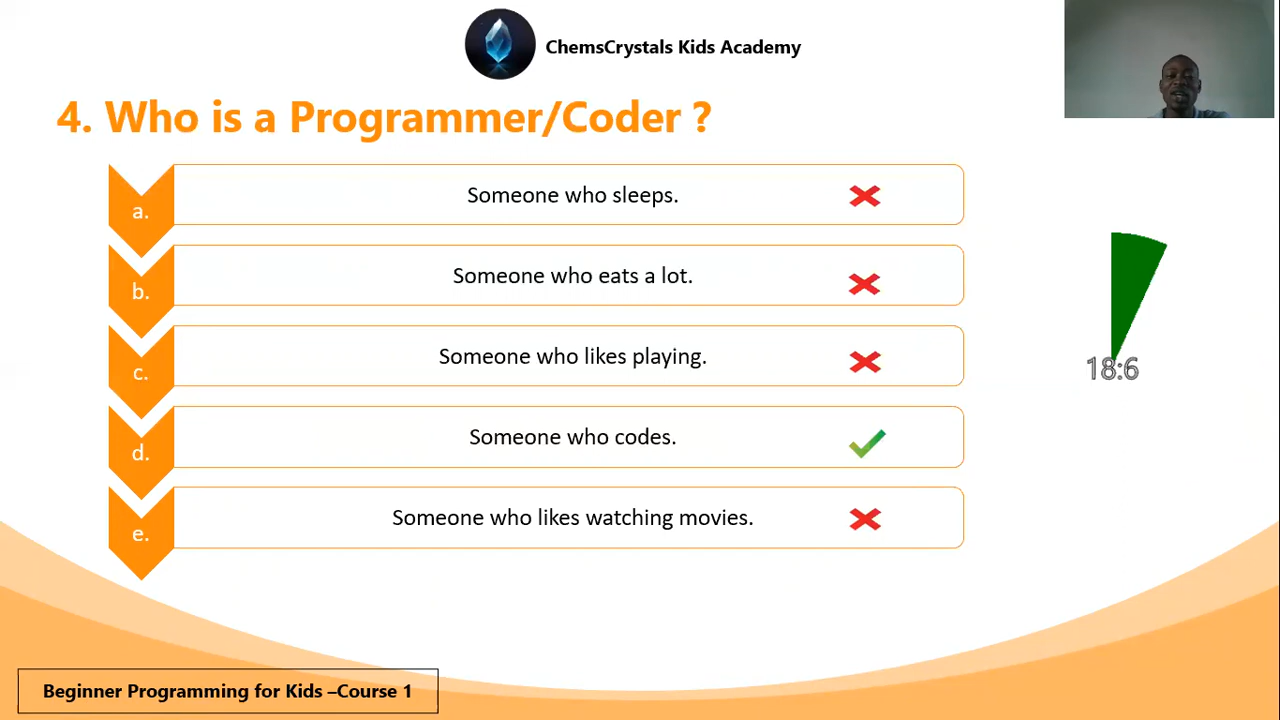 ChemsCrystals Kids Academy
4. Who is a Programmer/Coder ?
a. Someone who sleeps.
b. Someone who eats a lot.
c. Someone who likes playing.
d. Someone who codes.
e. Someone who likes watching movies.
18:6
Beginner Programming for Kids –Course 1